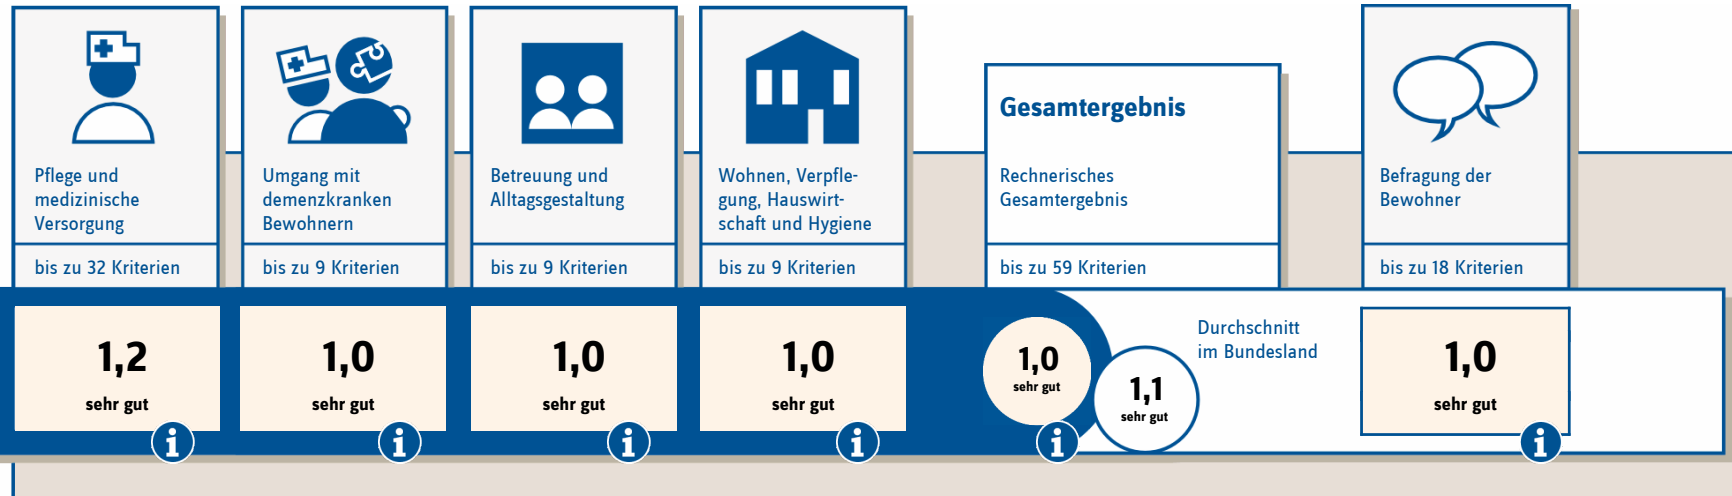 Pflege und
medizinische
Versorgung
bis zu 32 Kriterien
1,2
sehr gut
i
Umgang mit
demenzkranken
Bewohnern
bis zu 9 Kriterien
1,0
sehr gut
i
Betreuung und
Alltagsgestaltung
bis zu 9 Kriterien
1,0
sehr gut
i
Wohnen, Verpfle-
gung, Hauswirt-
schaft und Hygiene
bis zu 9 Kriterien
1,0
sehr gut
i
Gesamtergebnis
Rechnerisches
Gesamtergebnis
bis zu 59 Kriterien
1,0
sehr gut
i
1,1
sehr gut
Durchschnitt
im Bundesland
Befragung der
Bewohner
bis zu 18 Kriterien
1,0
sehr gut
i